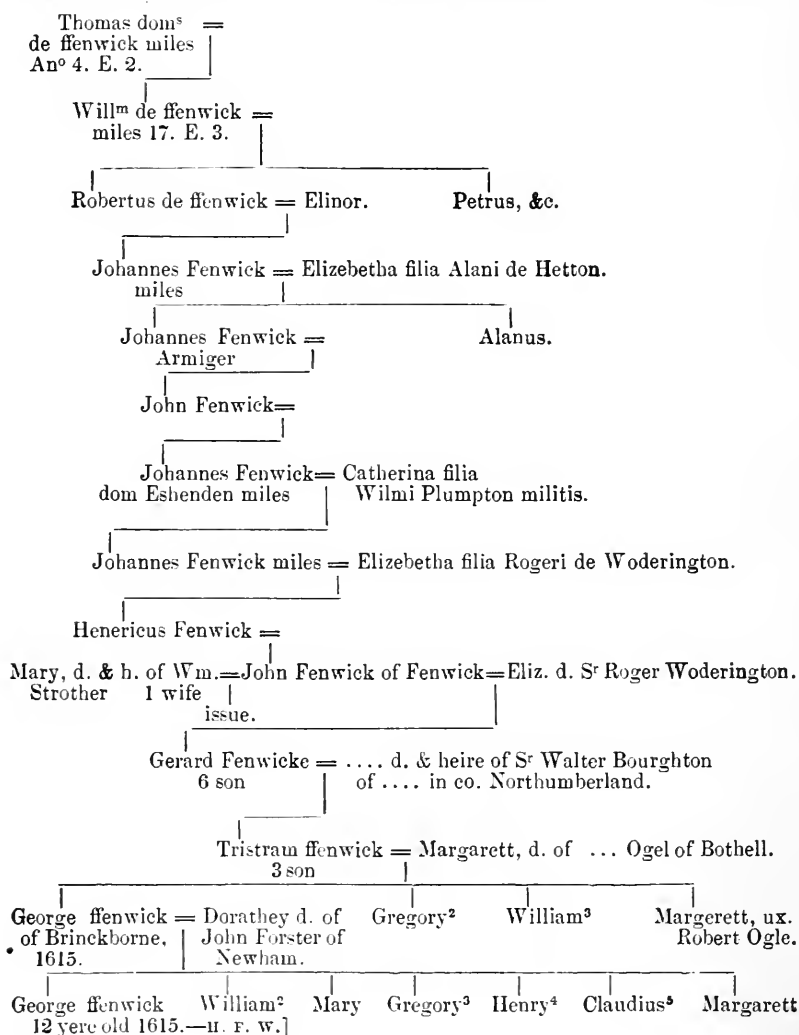 Thomas domˢ =
de ffenwick miles
Anº 4. E. 2.
Willᵐ de ffenwick =
miles 17. E. 3.
Robertus de ffenwick = Elinor. Petrus, &c.
Johannes Fenwick = Elizebetha filia Alani de Hetton.
miles
Johannes Fenwick = Alanus.
Armiger
John Fenwick=
Johannes Fenwick= Catherina filia
dom Eshenden miles Wilmi Plumpton militis.
Johannes Fenwick miles = Elizebetha filia Rogeri de Woderington.
Henericus Fenwick =
Mary, d. & h. of Wm.=John Fenwick of Fenwick=Eliz. d. Sʳ Roger Woderington.
Strother 1 wife
issue.
Gerard Fenwicke = .... d. & heire of Sʳ Walter Bourghton
6 son of .... in co. Northumberland.
Tristram ffenwick = Margarett, d. of ... Ogel of Bothell.
3 son
George ffenwick = Dorathey d. of Gregory² William³ Margerett, ux.
of Brinckborne, John Forster of Robert Ogle.
1615. Newham.
George ffenwick William² Mary Gregory³ Henry⁴ Claudius⁵ Margarett
12 yere old 1615.—H. F. W.]